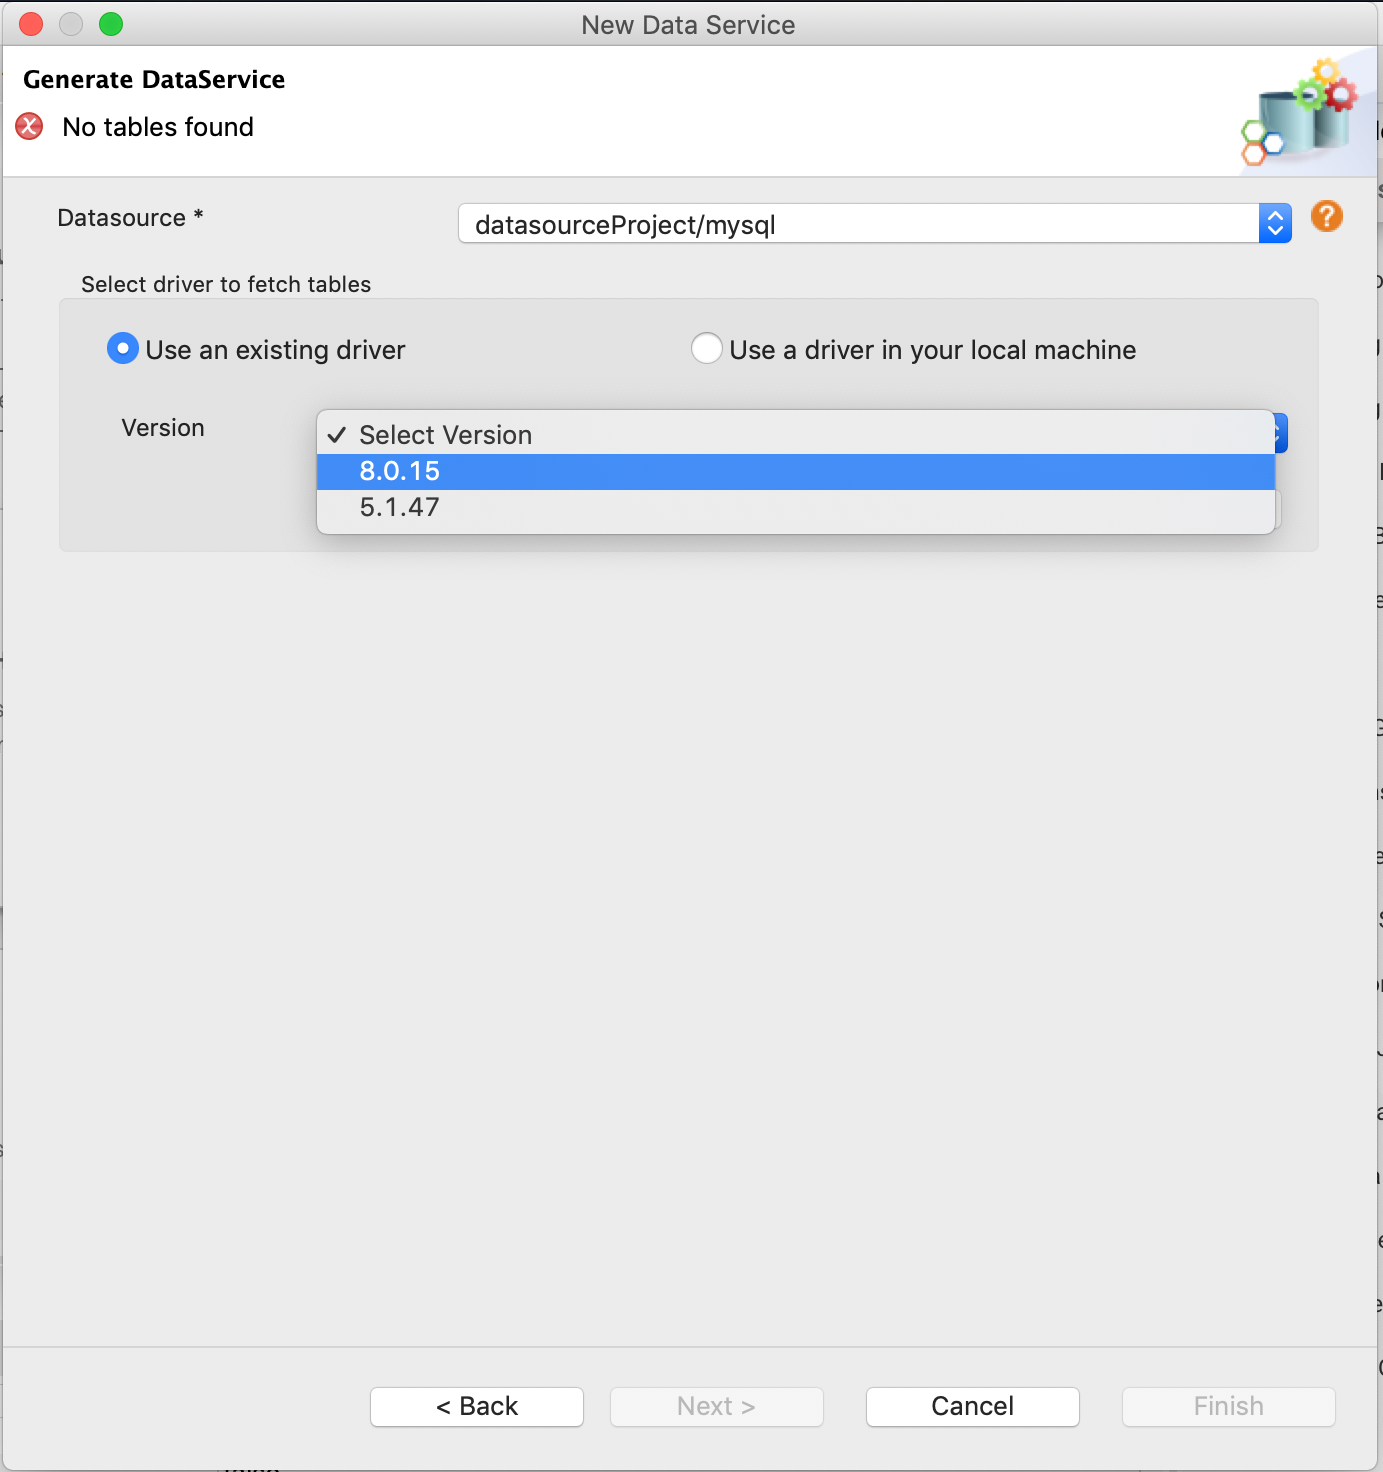 New Data Service
Generate DataService
No tables found
Datasource *
datasourceProject/mysql
Select driver to fetch tables
Use an existing driver
Use a driver in your local machine
Version
Select Version
8.0.15
5.1.47
< Back
Next >
Cancel
Finish